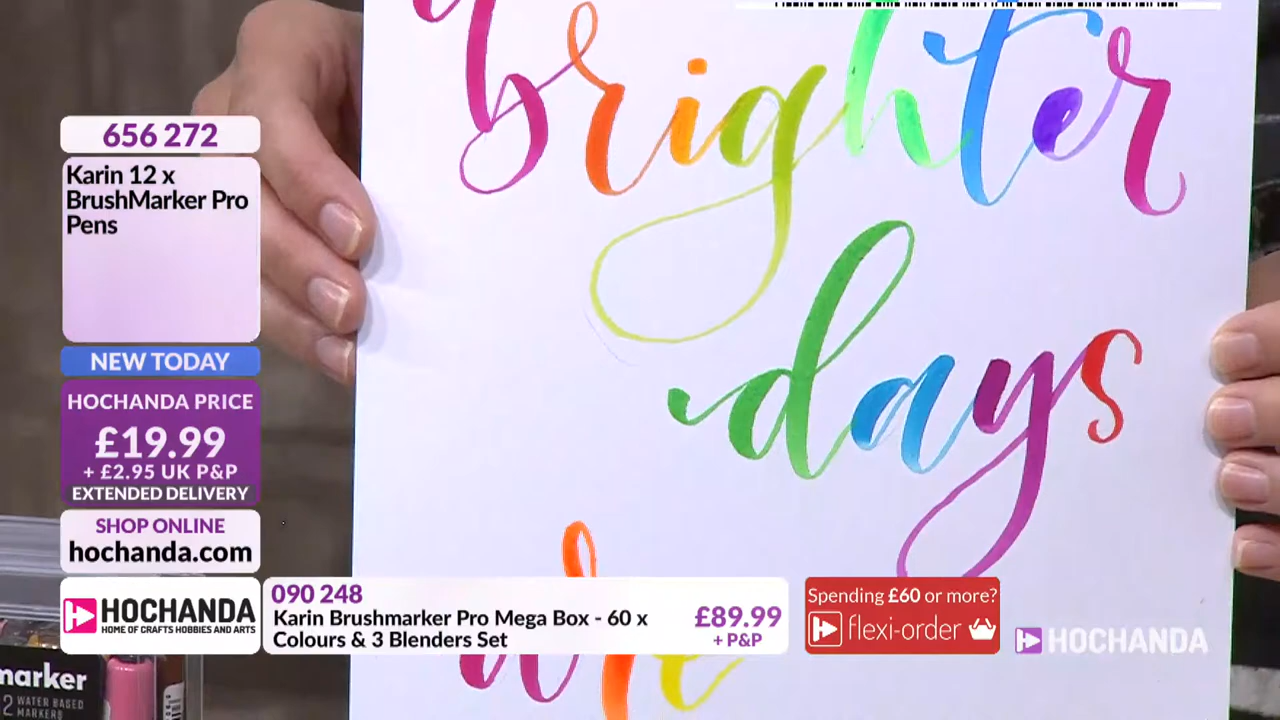 brighter
days
are
656 272
Karin 12 x
BrushMarker Pro
Pens
NEW TODAY
HOCHANDA PRICE
£19.99
+ £2.95 UK P&P
EXTENDED DELIVERY
SHOP ONLINE
hochanda.com
HOCHANDA
HOME OF CRAFTS HOBBIES AND ARTS
090 248
Karin Brushmarker Pro Mega Box - 60 x
Colours & 3 Blenders Set
£89.99
+ P&P
Spending £60 or more?
flexi-order
HOCHANDA
marker
2 WATER BASED
MARKERS